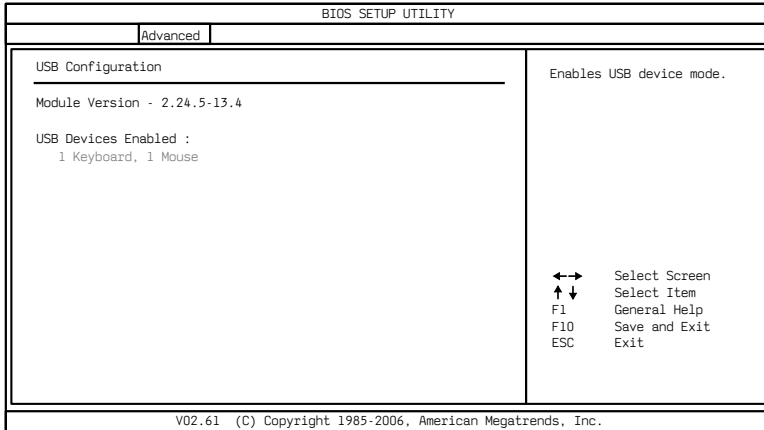 BIOS SETUP UTILITY
Advanced
USB Configuration
Module Version - 2.24.5-13.4
USB Devices Enabled :
1 Keyboard, 1 Mouse
Enables USB device mode.
←→ Select Screen
↑↓ Select Item
F1 General Help
F10 Save and Exit
ESC Exit
V02.61 (C) Copyright 1985-2006, American Megatrends, Inc.